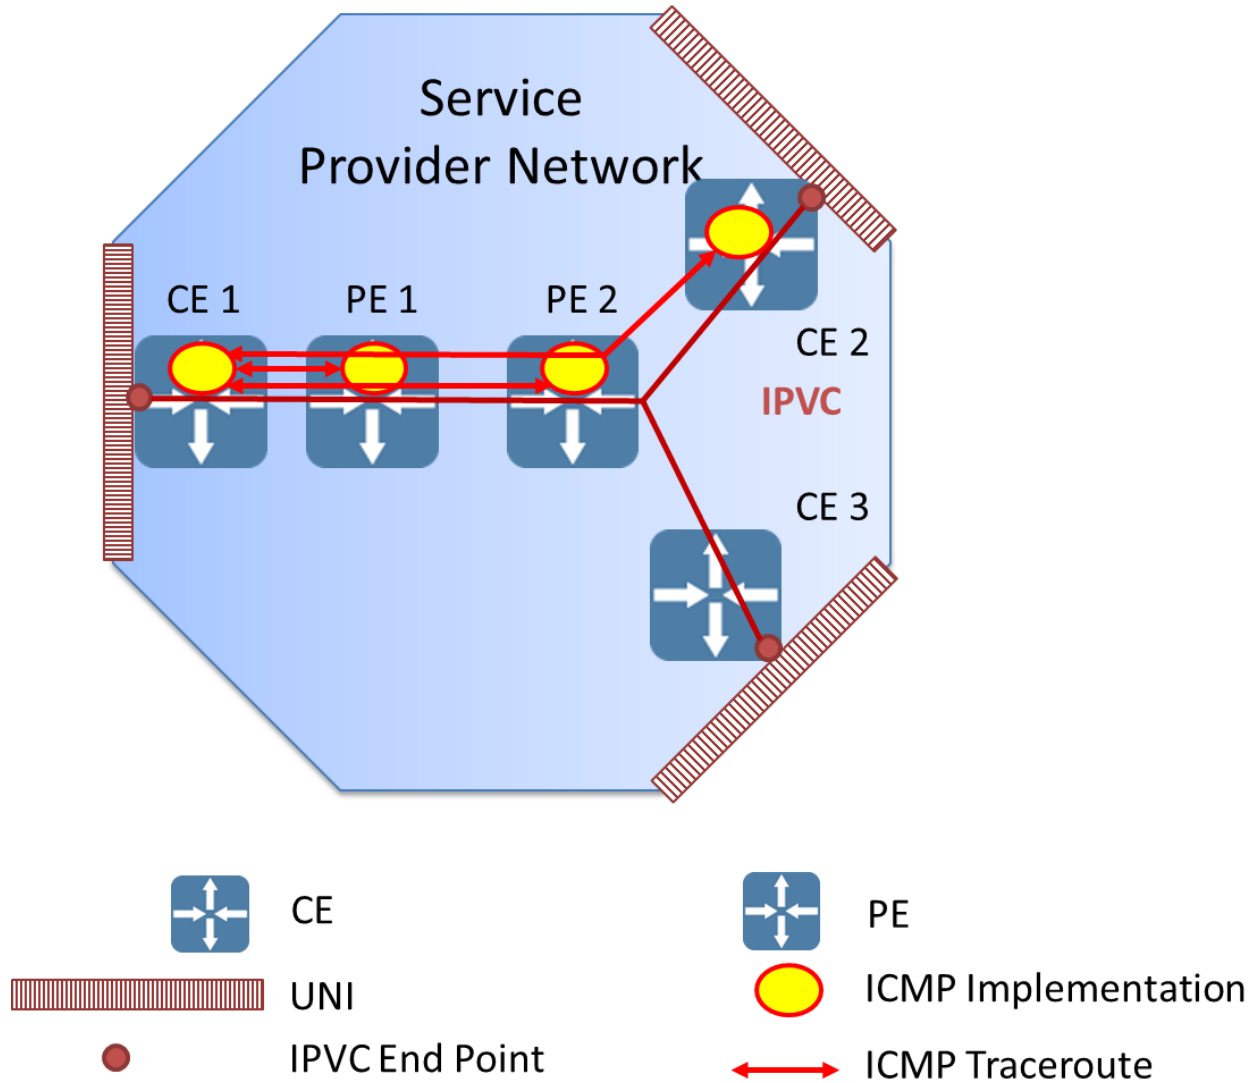 Service
Provider Network
CE 1
PE 1
PE 2
CE 2
IPVC
CE 3
CE
PE
UNI
ICMP Implementation
IPVC End Point
ICMP Traceroute